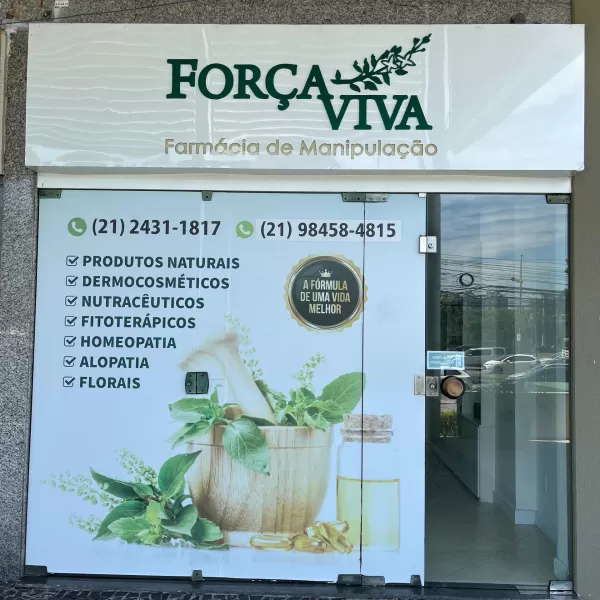 FORÇA
VIVA
Farmácia de Manipulação
(21) 2431-1817 (21) 98458-4815
PRODUTOS NATURAIS
DERMOCOSMÉTICOS
NUTRACÊUTICOS
FITOTERÁPICOS
HOMEOPATIA
ALOPATIA
FLORAIS
A FÓRMULA
DE UMA VIDA
MELHOR